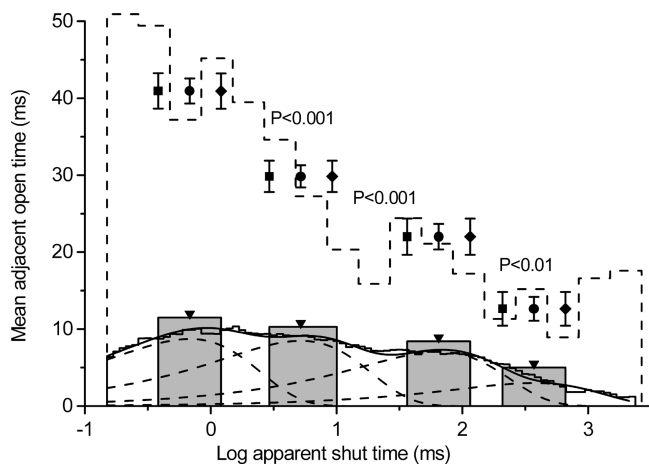 50
40
30
20
10
0
Mean adjacent open time (ms)
P<0.001
P<0.001
P<0.01
-1 0 1 2 3
Log apparent shut time (ms)